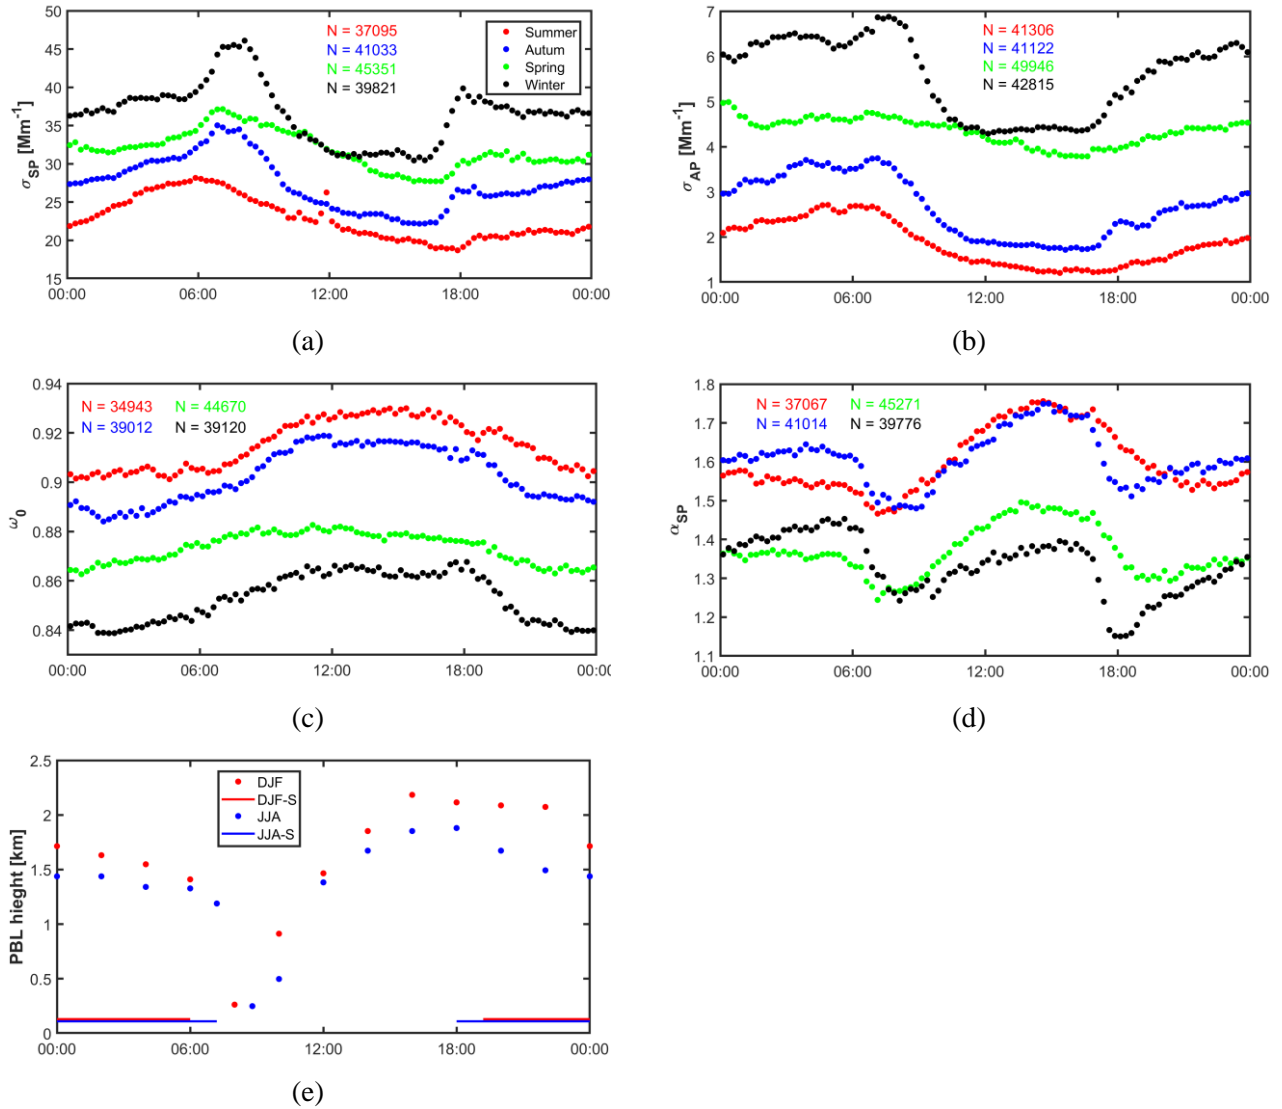 50
45
40
35
30
25
20
15
σSP [Mm-1]
N = 37095
N = 41033
N = 45351
N = 39821
Summer
Autum
Spring
Winter
00:00 06:00 12:00 18:00 00:00
(a)
7
6
5
4
3
2
1
σAP [Mm-1]
N = 41306
N = 41122
N = 49946
N = 42815
00:00 06:00 12:00 18:00 00:00
(b)
0.94
0.92
0.9
0.88
0.86
0.84
ω0
N = 34943 N = 44670
N = 39012 N = 39120
00:00 06:00 12:00 18:00 00:00
(c)
1.8
1.7
1.6
1.5
1.4
1.3
1.2
1.1
αSP
N = 37067 N = 45271
N = 41014 N = 39776
00:00 06:00 12:00 18:00 00:00
(d)
2.5
2
1.5
1
0.5
0
PBL hieght [km]
DJF
DJF-S
JJA
JJA-S
00:00 06:00 12:00 18:00 00:00
(e)